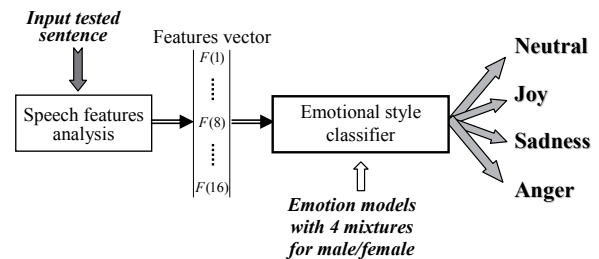 Input tested
sentence
Speech features
analysis
Features vector
F(1)
F(8)
F(16)
Emotional style
classifier
Emotion models
with 4 mixtures
for male/female
Neutral
Joy
Sadness
Anger